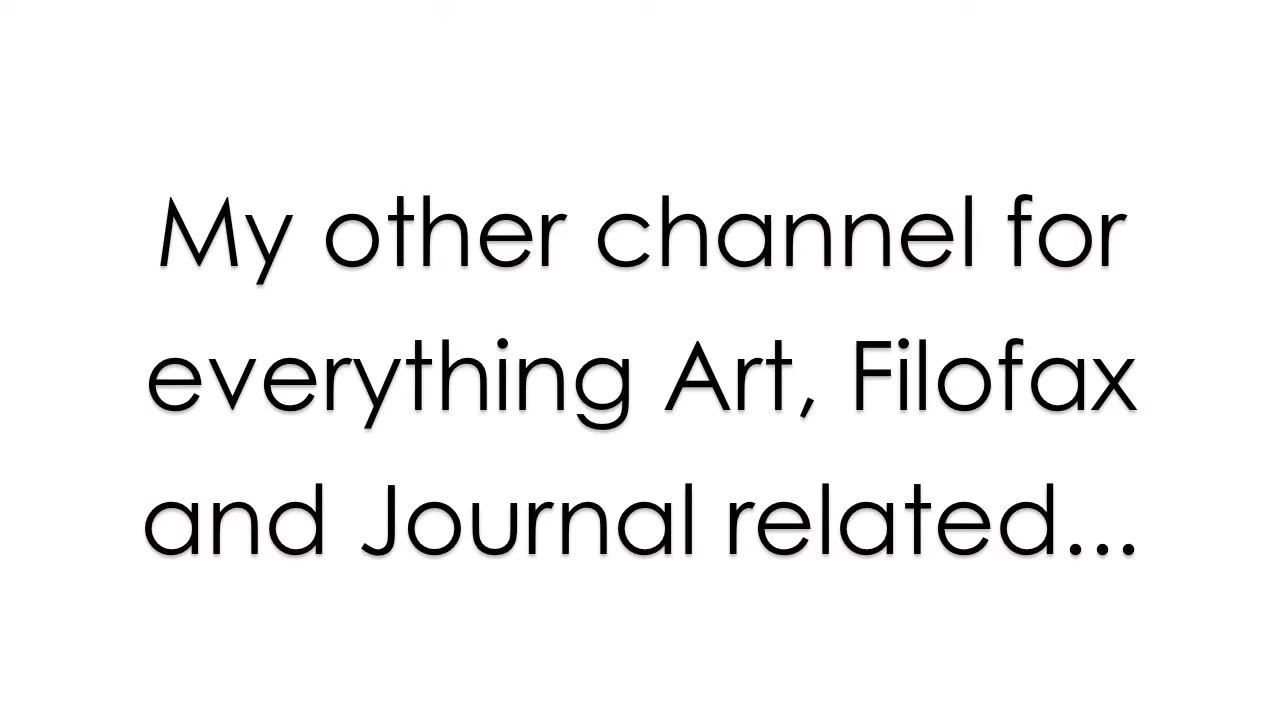 My other channel for
everything Art, Filofax
and Journal related...